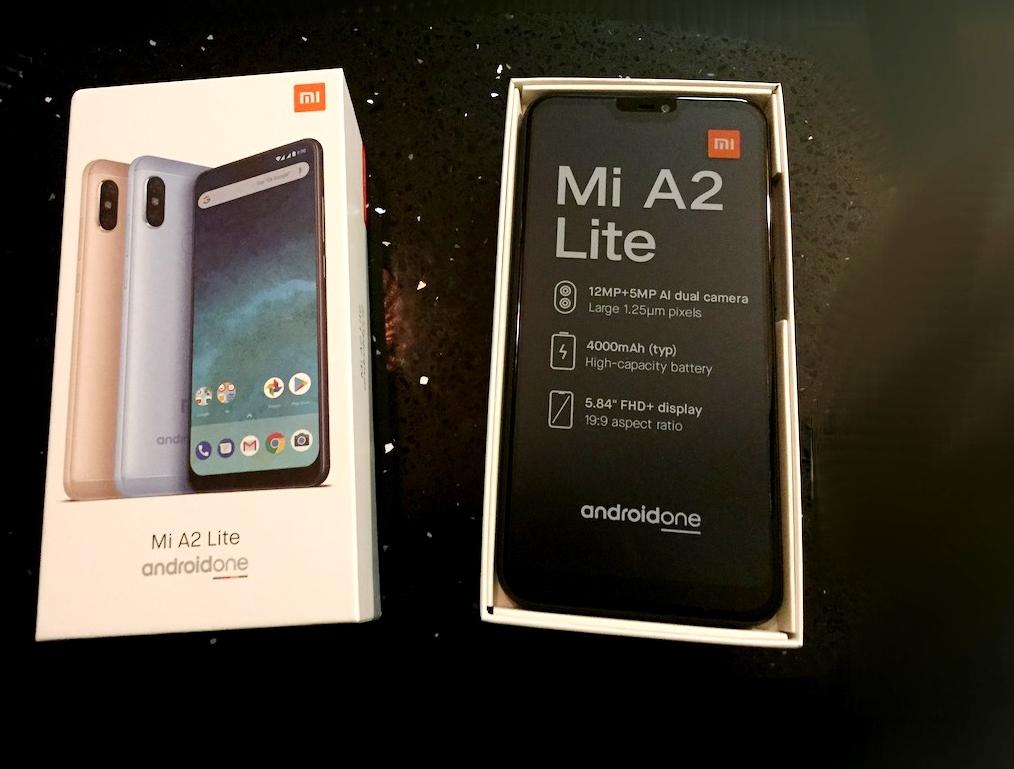 mi
Mi A2 Lite
androidone
mi
Mi A2
Lite
12MP+5MP AI dual camera
Large 1.25µm pixels
4000mAh (typ)
High-capacity battery
5.84" FHD+ display
19:9 aspect ratio
androidone